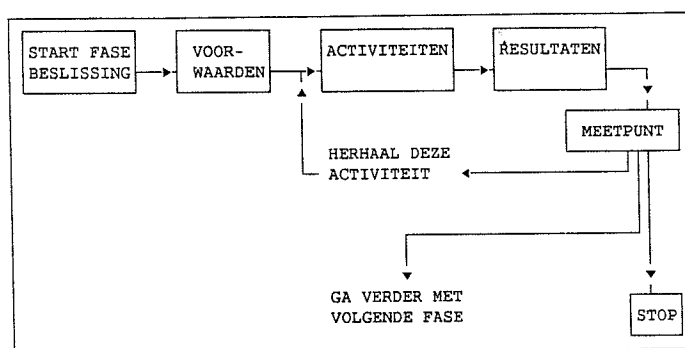 START FASE
BESLISSING
VOOR-
WAARDEN
ACTIVITEITEN
RESULTATEN
MEETPUNT
HERHAAL DEZE
ACTIVITEIT
GA VERDER MET
VOLGENDE FASE
STOP